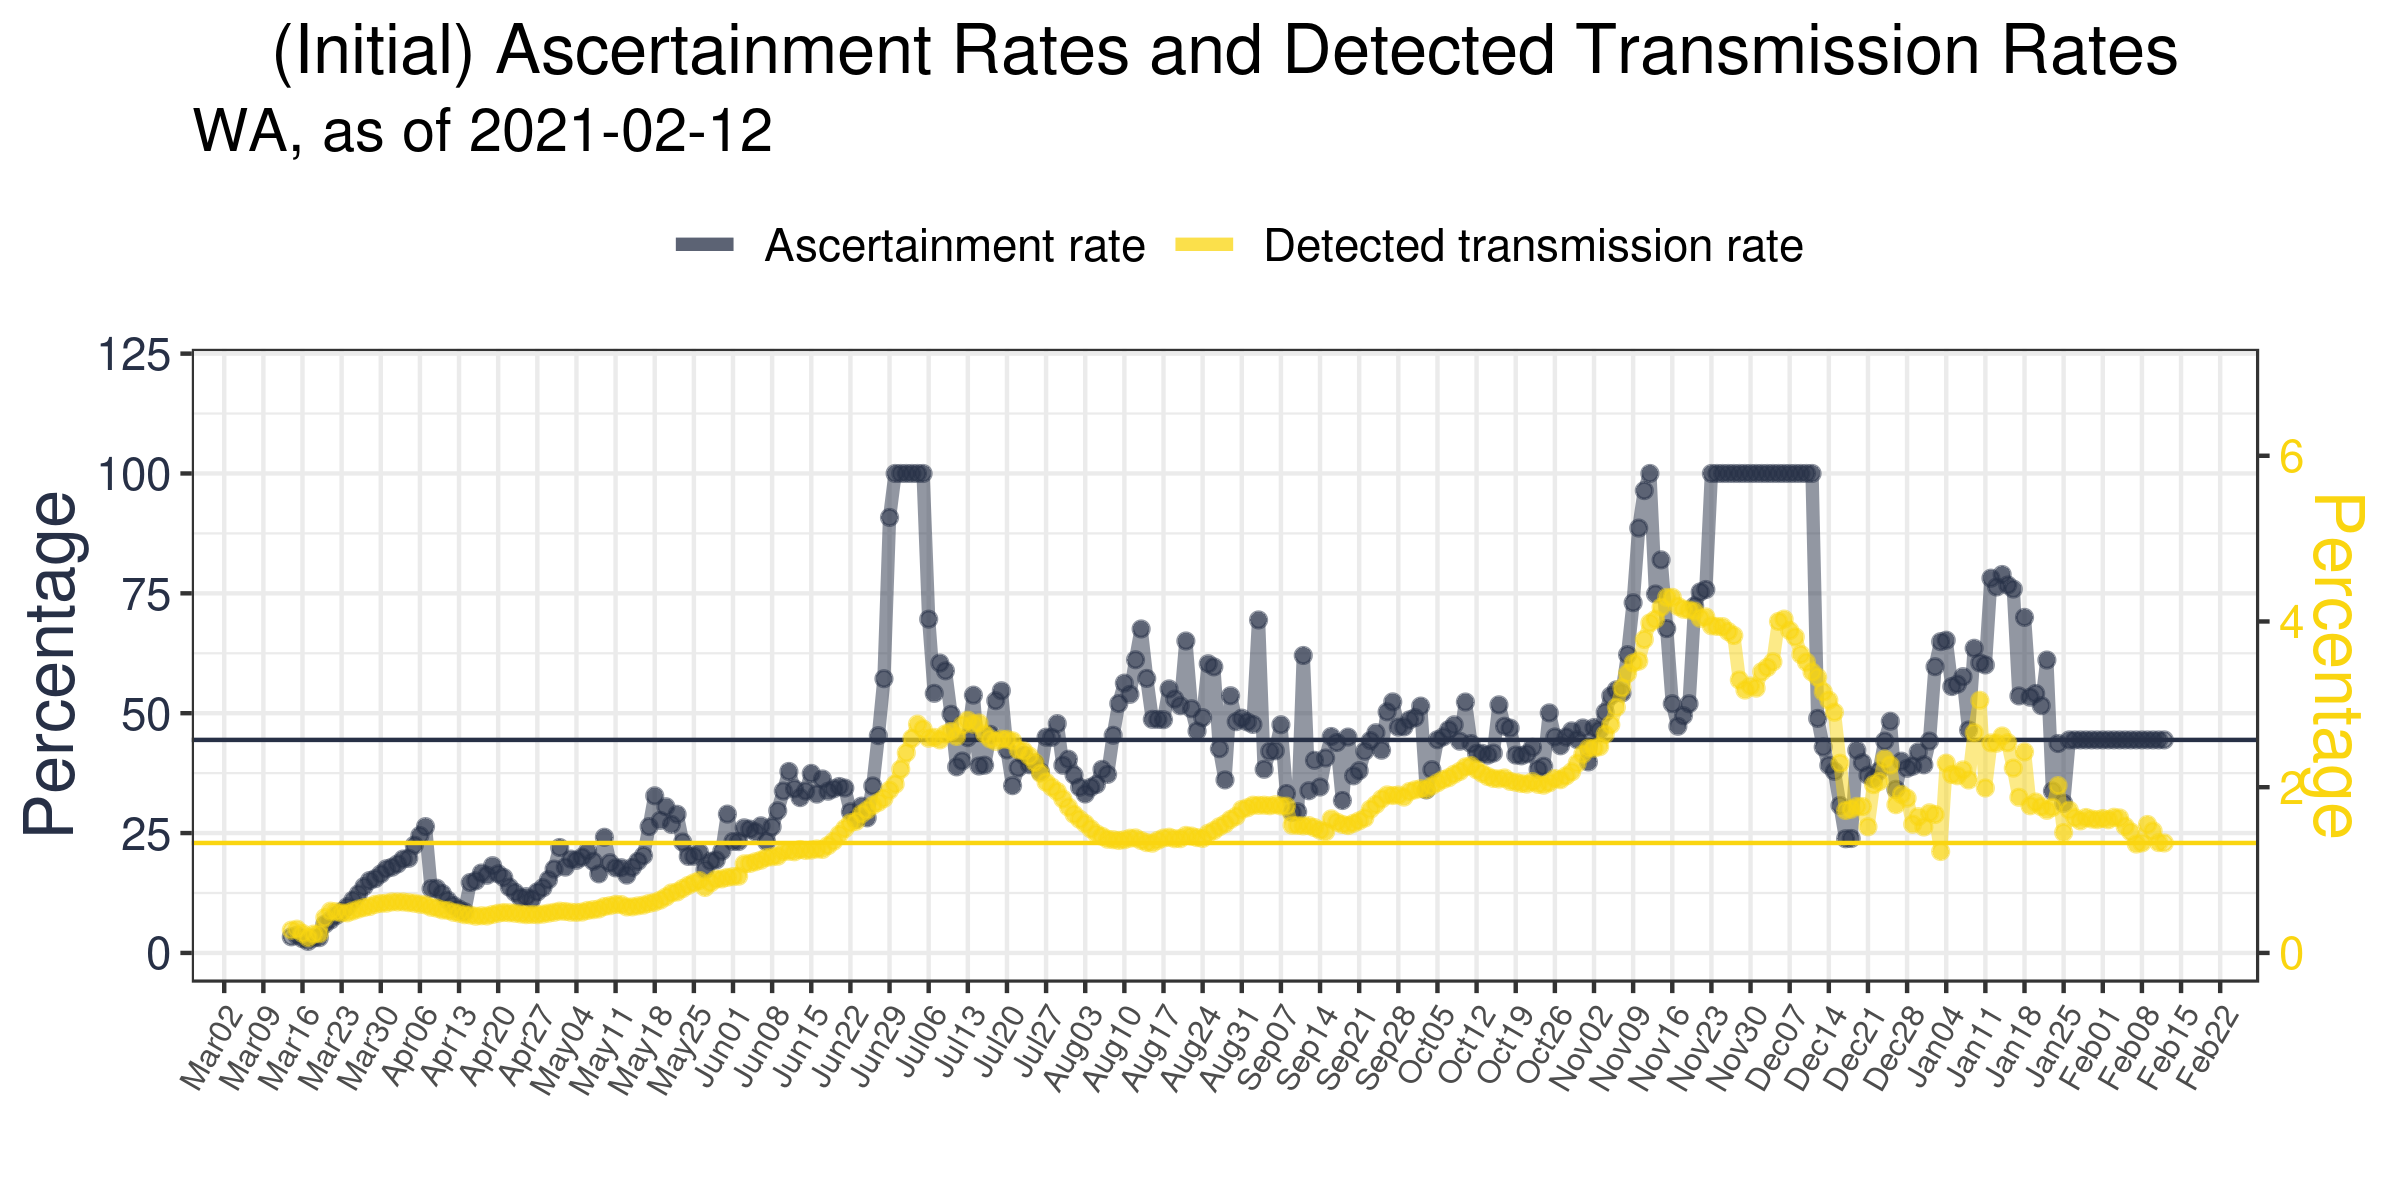 (Initial) Ascertainment Rates and Detected Transmission Rates
WA, as of 2021-02-12
Ascertainment rate
Detected transmission rate
125
100
75
50
25
0
Percentage
6
4
2
0
Percentage
Mar02
Mar09
Mar16
Mar23
Mar30
Apr06
Apr13
Apr20
Apr27
May04
May11
May18
May25
Jun01
Jun08
Jun15
Jun22
Jun29
Jul06
Jul13
Jul20
Jul27
Aug03
Aug10
Aug17
Aug24
Aug31
Sep07
Sep14
Sep21
Sep28
Oct05
Oct12
Oct19
Oct26
Nov02
Nov09
Nov16
Nov23
Nov30
Dec07
Dec14
Dec21
Dec28
Jan04
Jan11
Jan18
Jan25
Feb01
Feb08
Feb15
Feb22